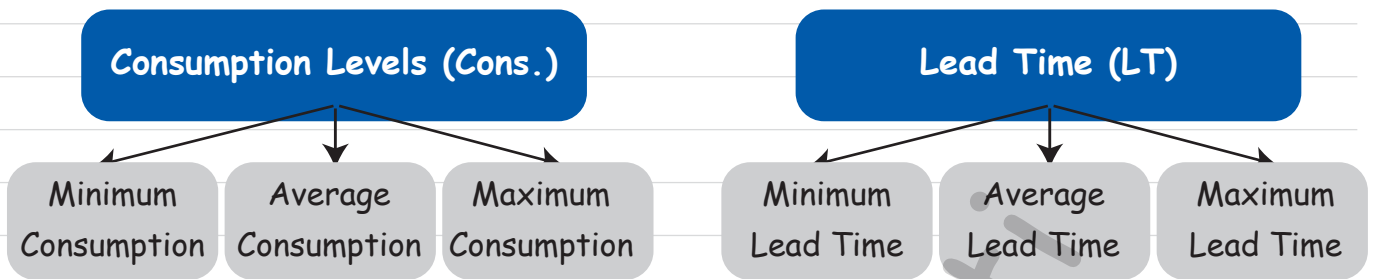 Consumption Levels (Cons.)
Lead Time (LT)
Minimum
Consumption
Average
Consumption
Maximum
Consumption
Minimum
Lead Time
Average
Lead Time
Maximum
Lead Time